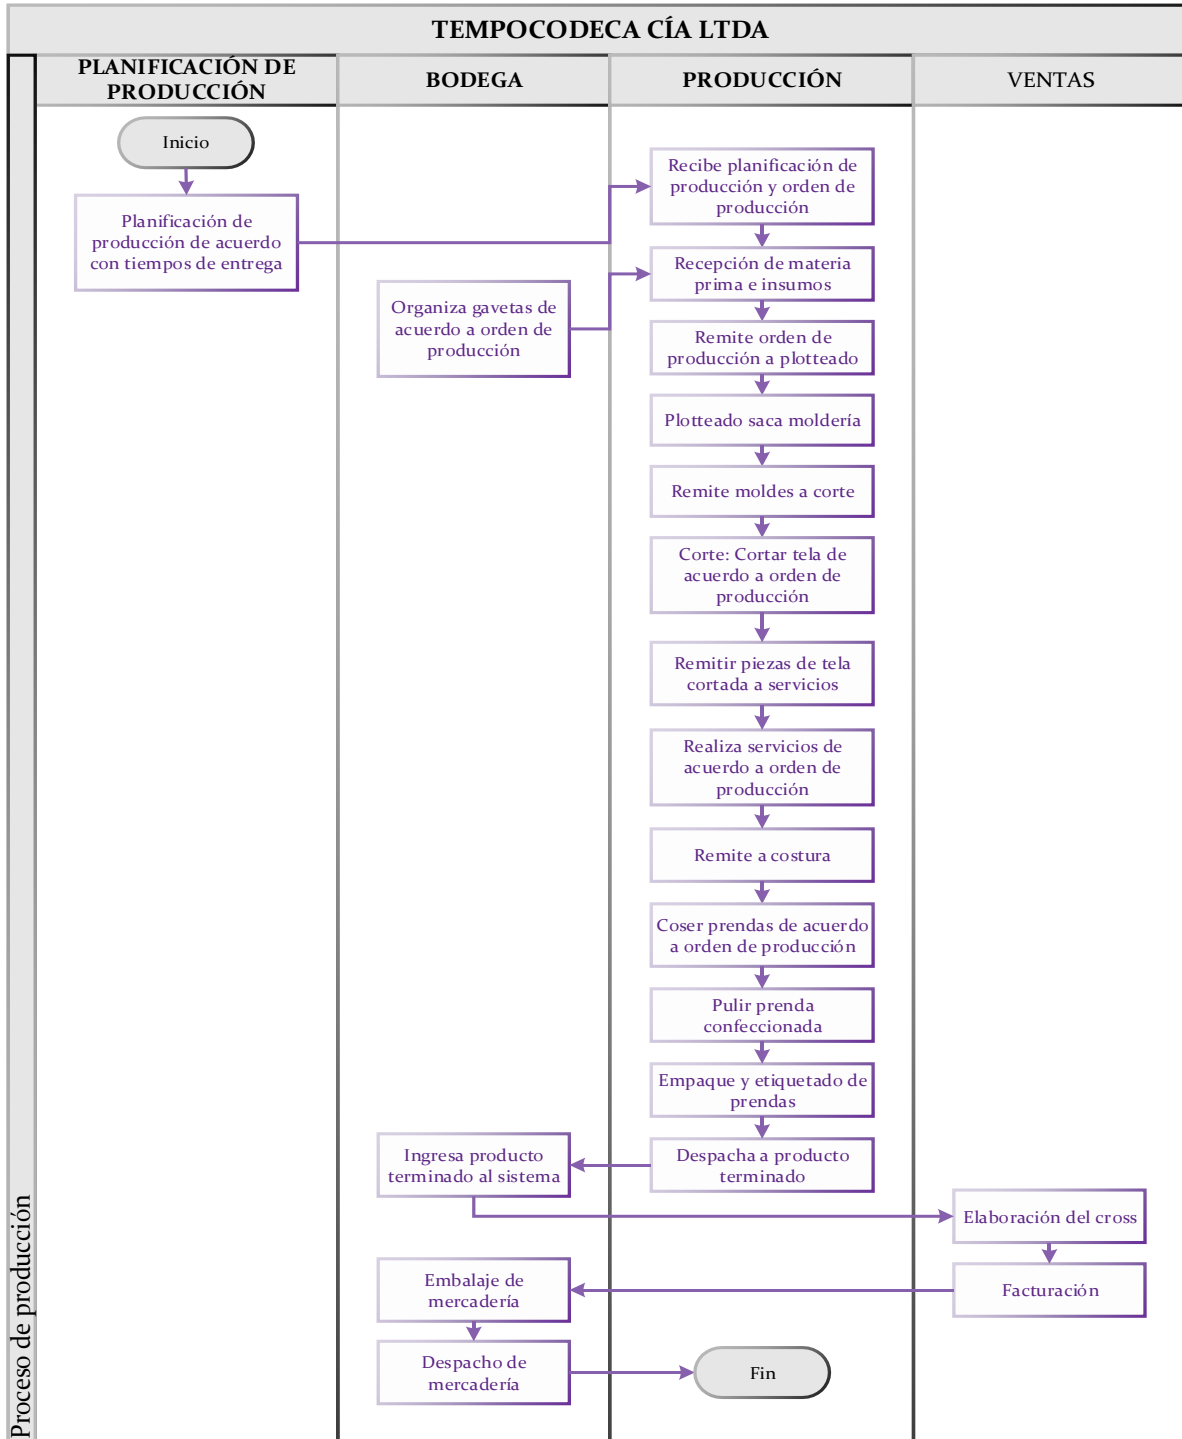 TEMPOCODECA CÍA LTDA
PLANIFICACIÓN DE
PRODUCCIÓN
BODEGA
PRODUCCIÓN
VENTAS
Proceso de producción
Inicio
Planificación de
producción de acuerdo
con tiempos de entrega
Recibe planificación de
producción y orden de
producción
Organiza gavetas de
acuerdo a orden de
producción
Recepción de materia
prima e insumos
Remite orden de
producción a plotteado
Plotteado saca moldería
Remite moldes a corte
Corte: Cortar tela de
acuerdo a orden de
producción
Remitir piezas de tela
cortada a servicios
Realiza servicios de
acuerdo a orden de
producción
Remite a costura
Coser prendas de acuerdo
a orden de producción
Pulir prenda
confeccionada
Empaque y etiquetado de
prendas
Despacha a producto
terminado
Ingresa producto
terminado al sistema
Elaboración del cross
Facturación
Embalaje de
mercadería
Despacho de
mercadería
Fin